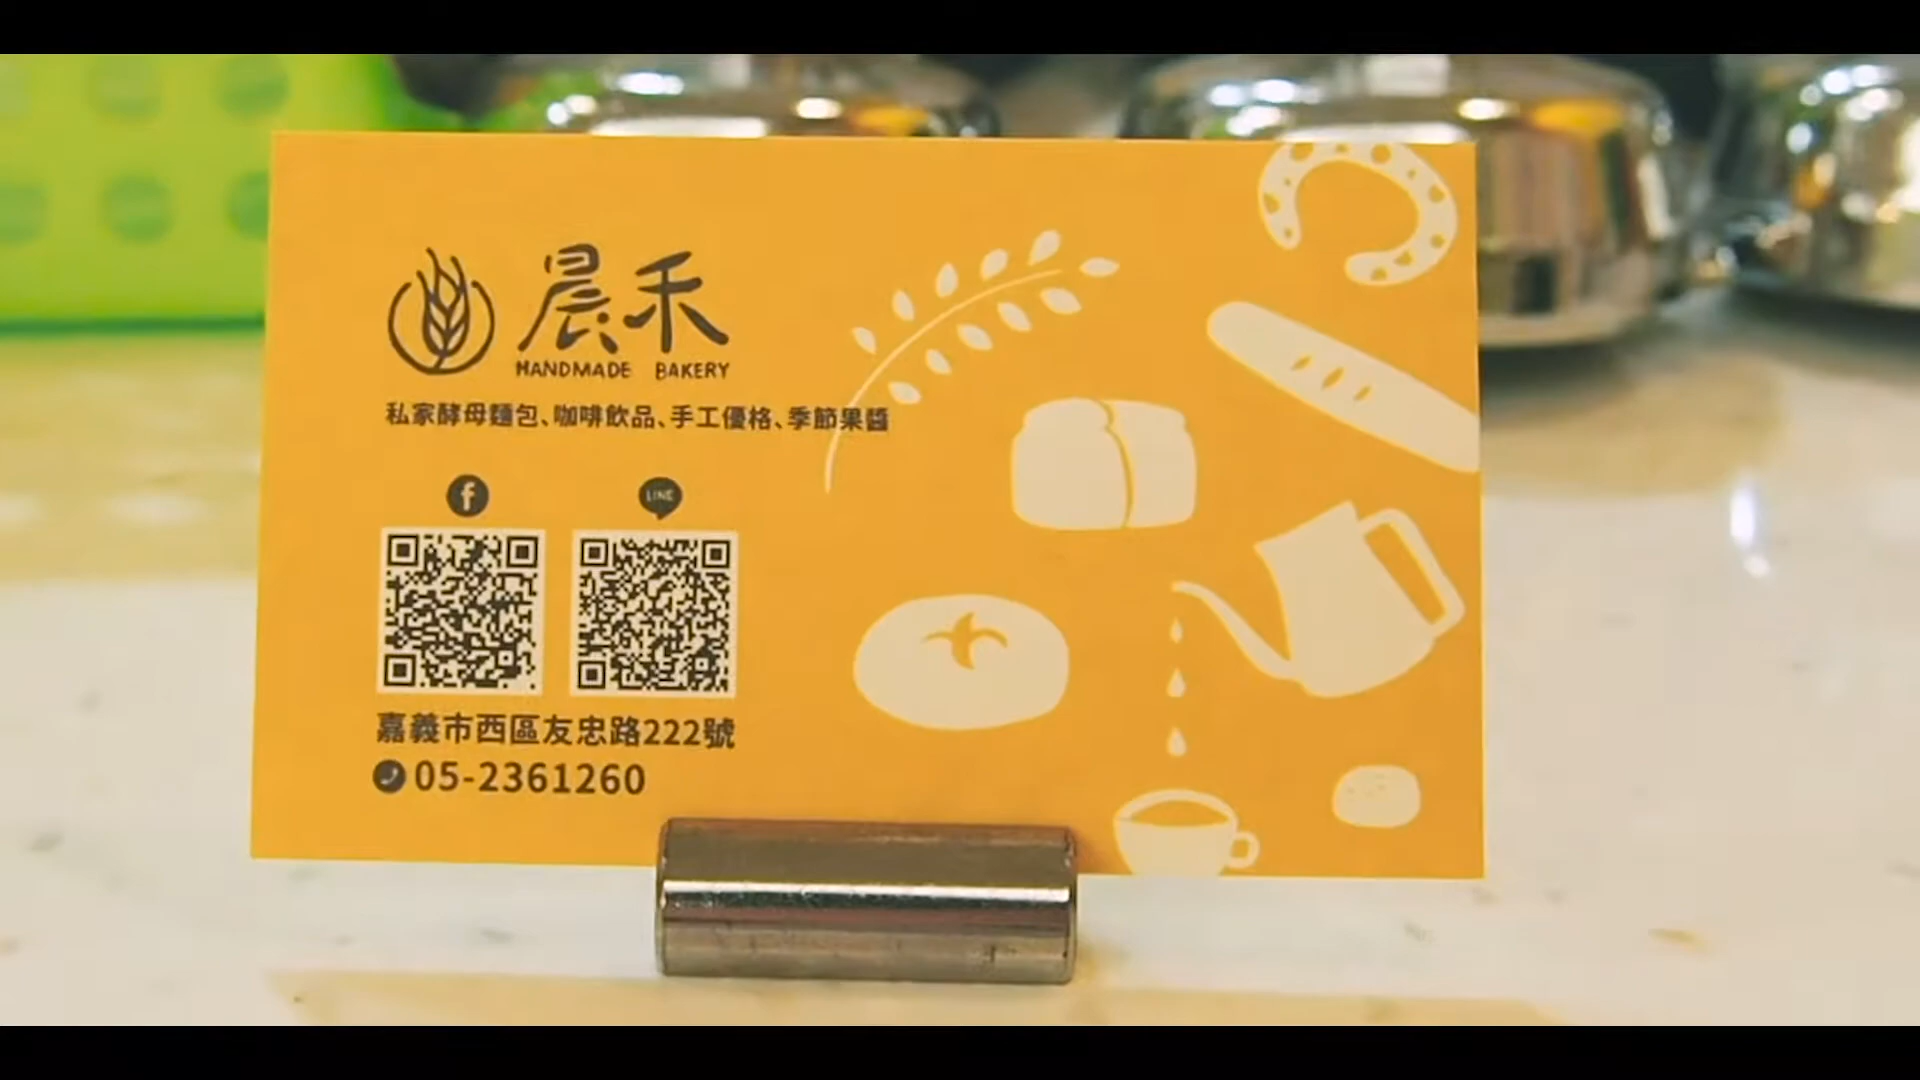 晨禾
HANDMADE BAKERY
私家酵母麵包、咖啡飲品、手工優格、季節果醬
f
LINE
嘉義市西區友忠路222號
05-2361260